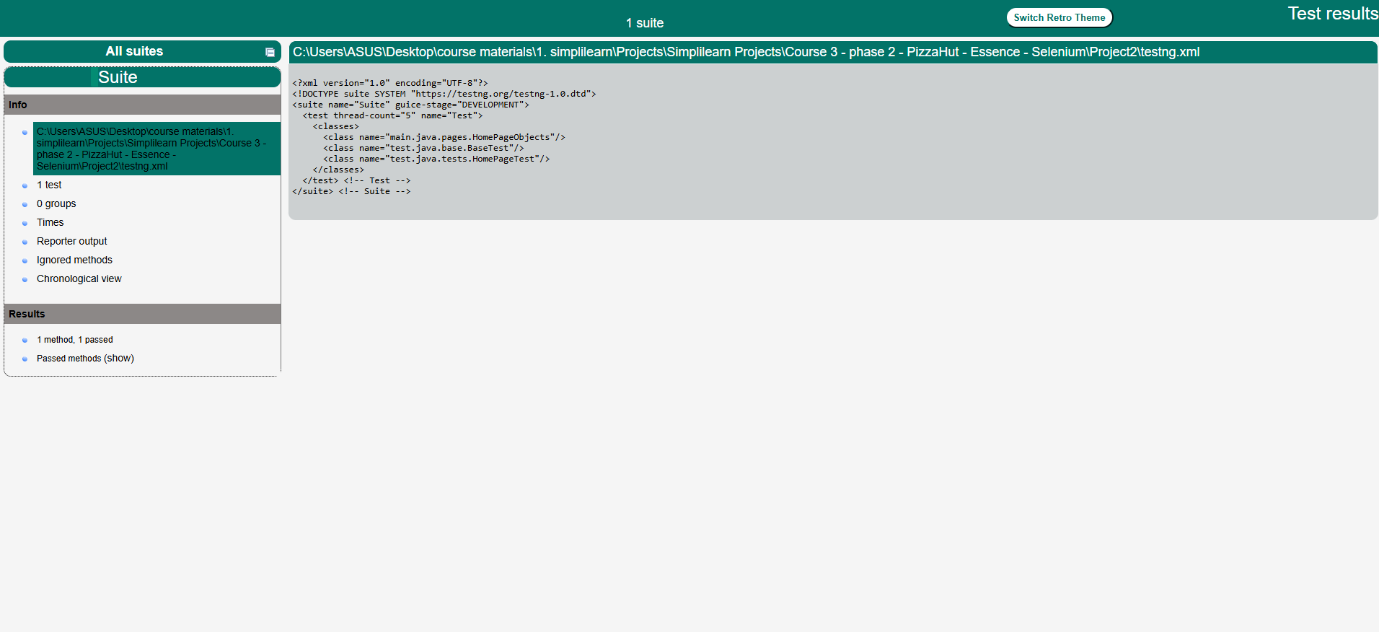 1 suite
Switch Retro Theme
Test results
All suites
Suite
Info
C:\Users\ASUS\Desktop\course materials\1.
simplilearn\Projects\Simplilearn Projects\Course 3 -
phase 2 - PizzaHut - Essence -
Selenium\Project2\testng.xml
1 test
0 groups
Times
Reporter output
Ignored methods
Chronological view
Results
1 method, 1 passed
Passed methods (show)
C:\Users\ASUS\Desktop\course materials\1. simplilearn\Projects\Simplilearn Projects\Course 3 - phase 2 - PizzaHut - Essence - Selenium\Project2\testng.xml
<?xml version="1.0" encoding="UTF-8"?>
<!DOCTYPE suite SYSTEM "https://testng.org/testng-1.0.dtd">
<suite name="Suite" guice-stage="DEVELOPMENT">
  <test thread-count="5" name="Test">
    <classes>
      <class name="main.java.pages.HomePageObjects"/>
      <class name="test.java.base.BaseTest"/>
      <class name="test.java.tests.HomePageTest"/>
    </classes>
  </test> <!-- Test -->
</suite> <!-- Suite -->